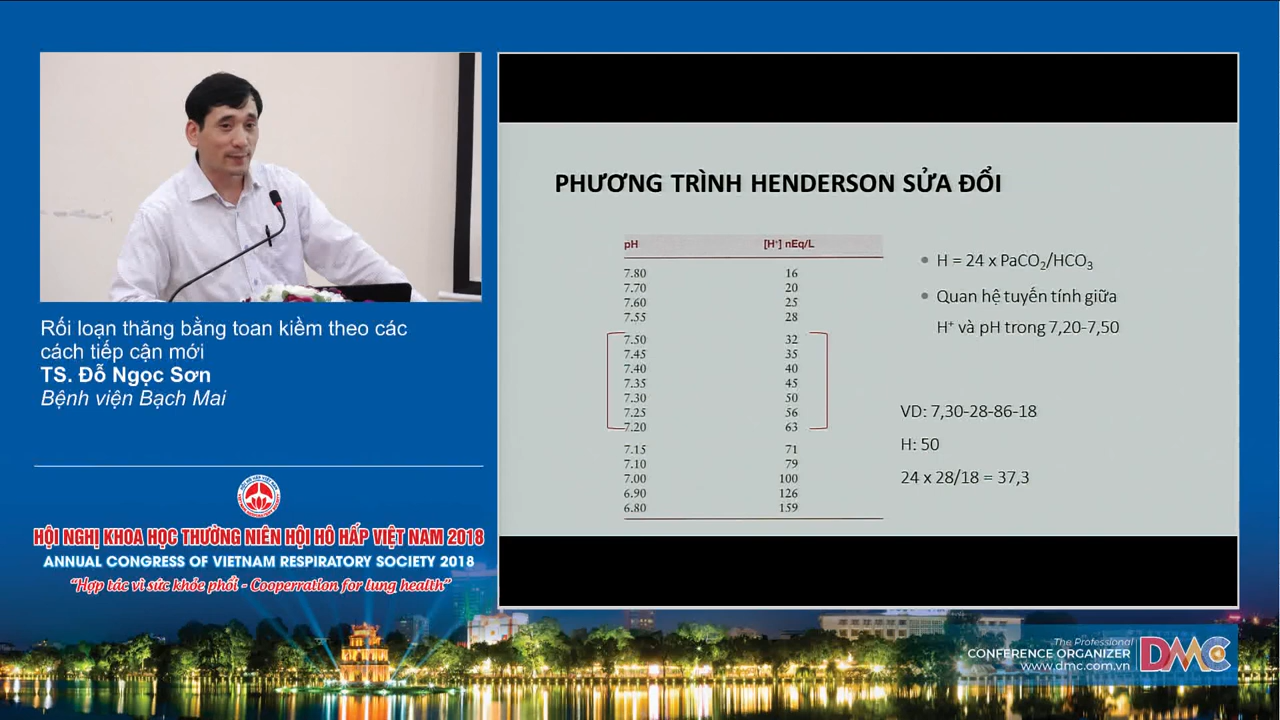 Rối loạn thăng bằng toan kiềm theo các
cách tiếp cận mới
TS. Đỗ Ngọc Sơn
Bệnh viện Bạch Mai
HỘI NGHỊ KHOA HỌC THƯỜNG NIÊN HỘI HÔ HẤP VIỆT NAM 2018
ANNUAL CONGRESS OF VIETNAM RESPIRATORY SOCIETY 2018
"Hợp tác vì sức khỏe phổi - Cooperration for lung health"
PHƯƠNG TRÌNH HENDERSON SỬA ĐỔI
pH [H⁺] nEq/L
7.80 16
7.70 20
7.60 25
7.55 28
7.50 32
7.45 35
7.40 40
7.35 45
7.30 50
7.25 56
7.20 63
7.15 71
7.10 79
7.00 100
6.90 126
6.80 159
• H = 24 x PaCO₂/HCO₃
• Quan hệ tuyến tính giữa
H⁺ và pH trong 7,20-7,50
VD: 7,30-28-86-18
H: 50
24 x 28/18 = 37,3
The Professional
CONFERENCE ORGANIZER
www.dmc.com.vn
DMC